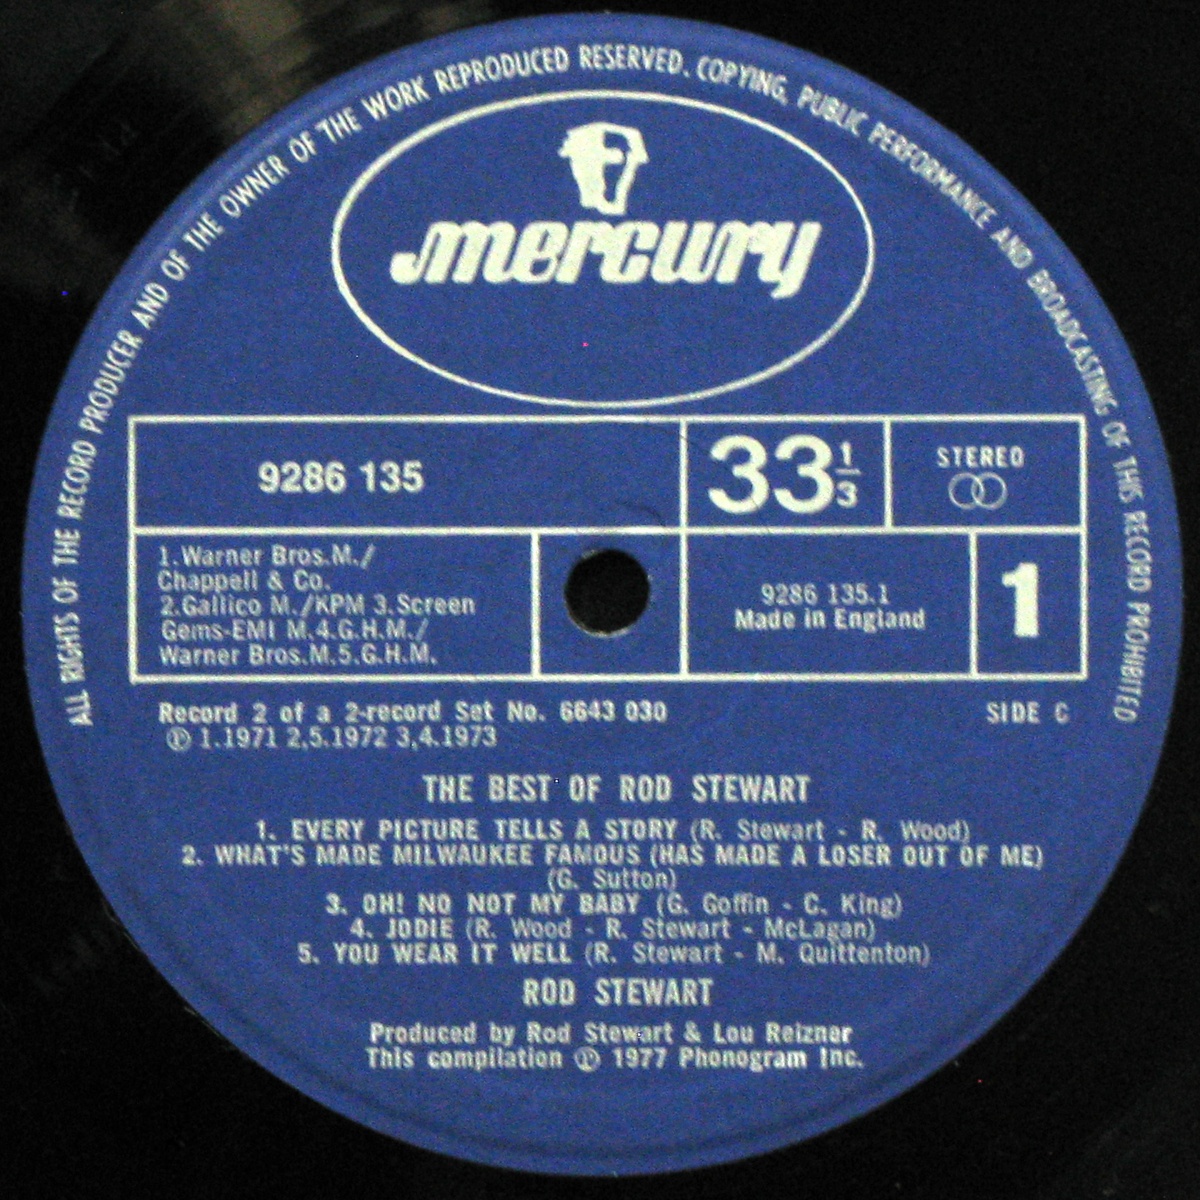 ALL RIGHTS OF THE RECORD PRODUCER AND OF THE OWNER OF THE WORK REPRODUCED RESERVED. COPYING, PUBLIC PERFORMANCE AND BROADCASTING OF THIS RECORD PROHIBITED
mercury
9286 135
33 1/3
STEREO
1.Warner Bros.M./
Chappell & Co.
2.Gallico M./KPM 3.Screen
Gems-EMI M.4.G.H.M./
Warner Bros.M.5.G.H.M.
9286 135.1
Made in England
1
Record 2 of a 2-record Set No. 6643 030
SIDE C
℗ 1.1971 2,5.1972 3,4.1973
THE BEST OF ROD STEWART
1. EVERY PICTURE TELLS A STORY (R. Stewart - R. Wood)
2. WHAT'S MADE MILWAUKEE FAMOUS (HAS MADE A LOSER OUT OF ME)
(G. Sutton)
3. OH! NO NOT MY BABY (G. Goffin - C. King)
4. JODIE (R. Wood - R. Stewart - McLagan)
5. YOU WEAR IT WELL (R. Stewart - M. Quittenton)
ROD STEWART
Produced by Rod Stewart & Lou Reizner
This compilation ℗ 1977 Phonogram Inc.